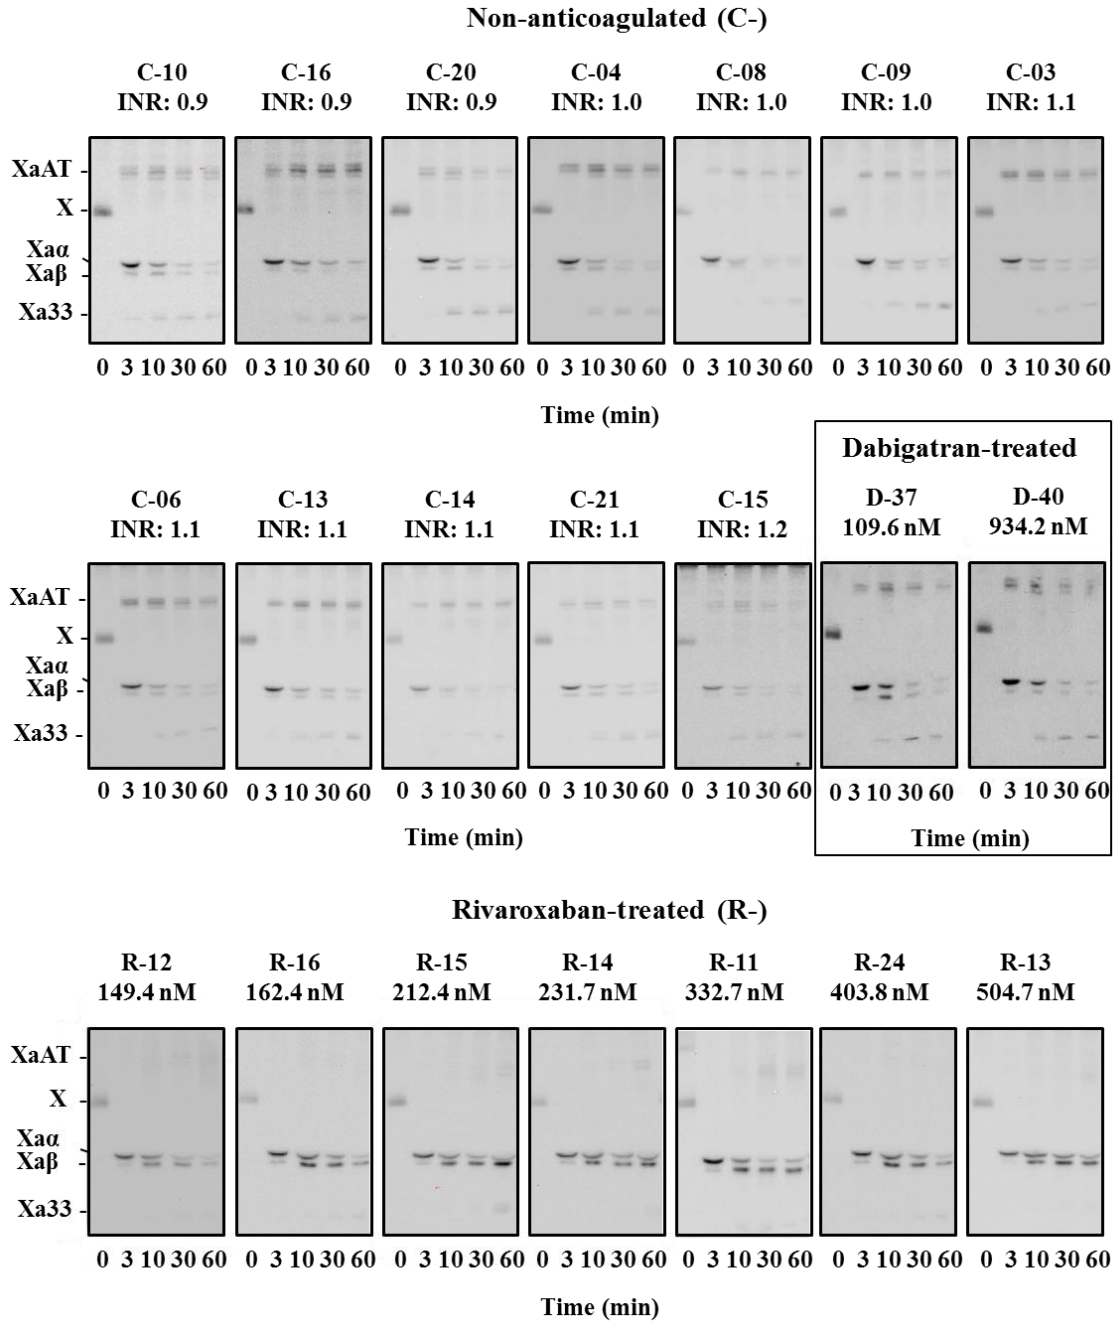 Non-anticoagulated (C-)
C-10 C-16 C-20 C-04 C-08 C-09 C-03
INR: 0.9 INR: 0.9 INR: 0.9 INR: 1.0 INR: 1.0 INR: 1.0 INR: 1.1
XaAT -
X -
Xaα
Xaβ -
Xa33 -
0 3 10 30 60 0 3 10 30 60 0 3 10 30 60 0 3 10 30 60 0 3 10 30 60 0 3 10 30 60 0 3 10 30 60
Time (min)
Dabigatran-treated
C-06 C-13 C-14 C-21 C-15 D-37 D-40
INR: 1.1 INR: 1.1 INR: 1.1 INR: 1.1 INR: 1.2 109.6 nM 934.2 nM
XaAT -
X -
Xaα
Xaβ -
Xa33 -
0 3 10 30 60 0 3 10 30 60 0 3 10 30 60 0 3 10 30 60 0 3 10 30 60 0 3 10 30 60 0 3 10 30 60
Time (min) Time (min)
Rivaroxaban-treated (R-)
R-12 R-16 R-15 R-14 R-11 R-24 R-13
149.4 nM 162.4 nM 212.4 nM 231.7 nM 332.7 nM 403.8 nM 504.7 nM
XaAT -
X -
Xaα
Xaβ -
Xa33 -
0 3 10 30 60 0 3 10 30 60 0 3 10 30 60 0 3 10 30 60 0 3 10 30 60 0 3 10 30 60 0 3 10 30 60
Time (min)